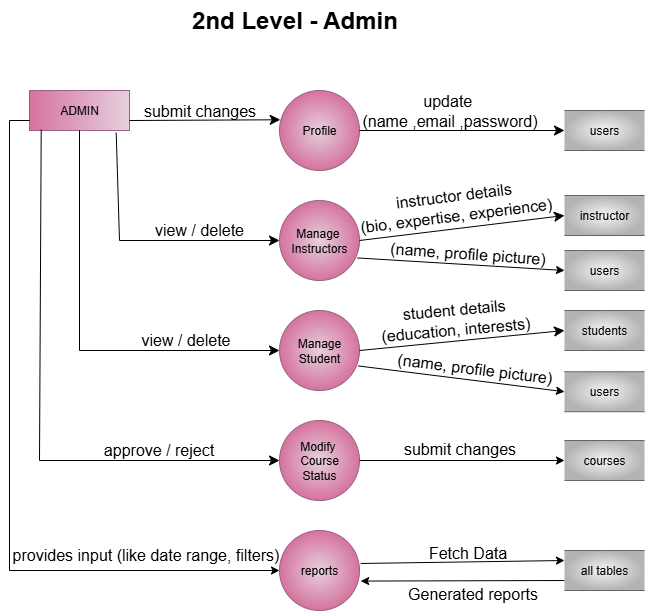 2nd Level - Admin
ADMIN
submit changes
Profile
update
(name ,email ,password)
users
view / delete
Manage
Instructors
instructor details
(bio, expertise, experience)
instructor
(name, profile picture)
users
view / delete
Manage
Student
student details
(education, interests)
students
(name, profile picture)
users
approve / reject
Modify
Course
Status
submit changes
courses
provides input (like date range, filters)
reports
Fetch Data
Generated reports
all tables